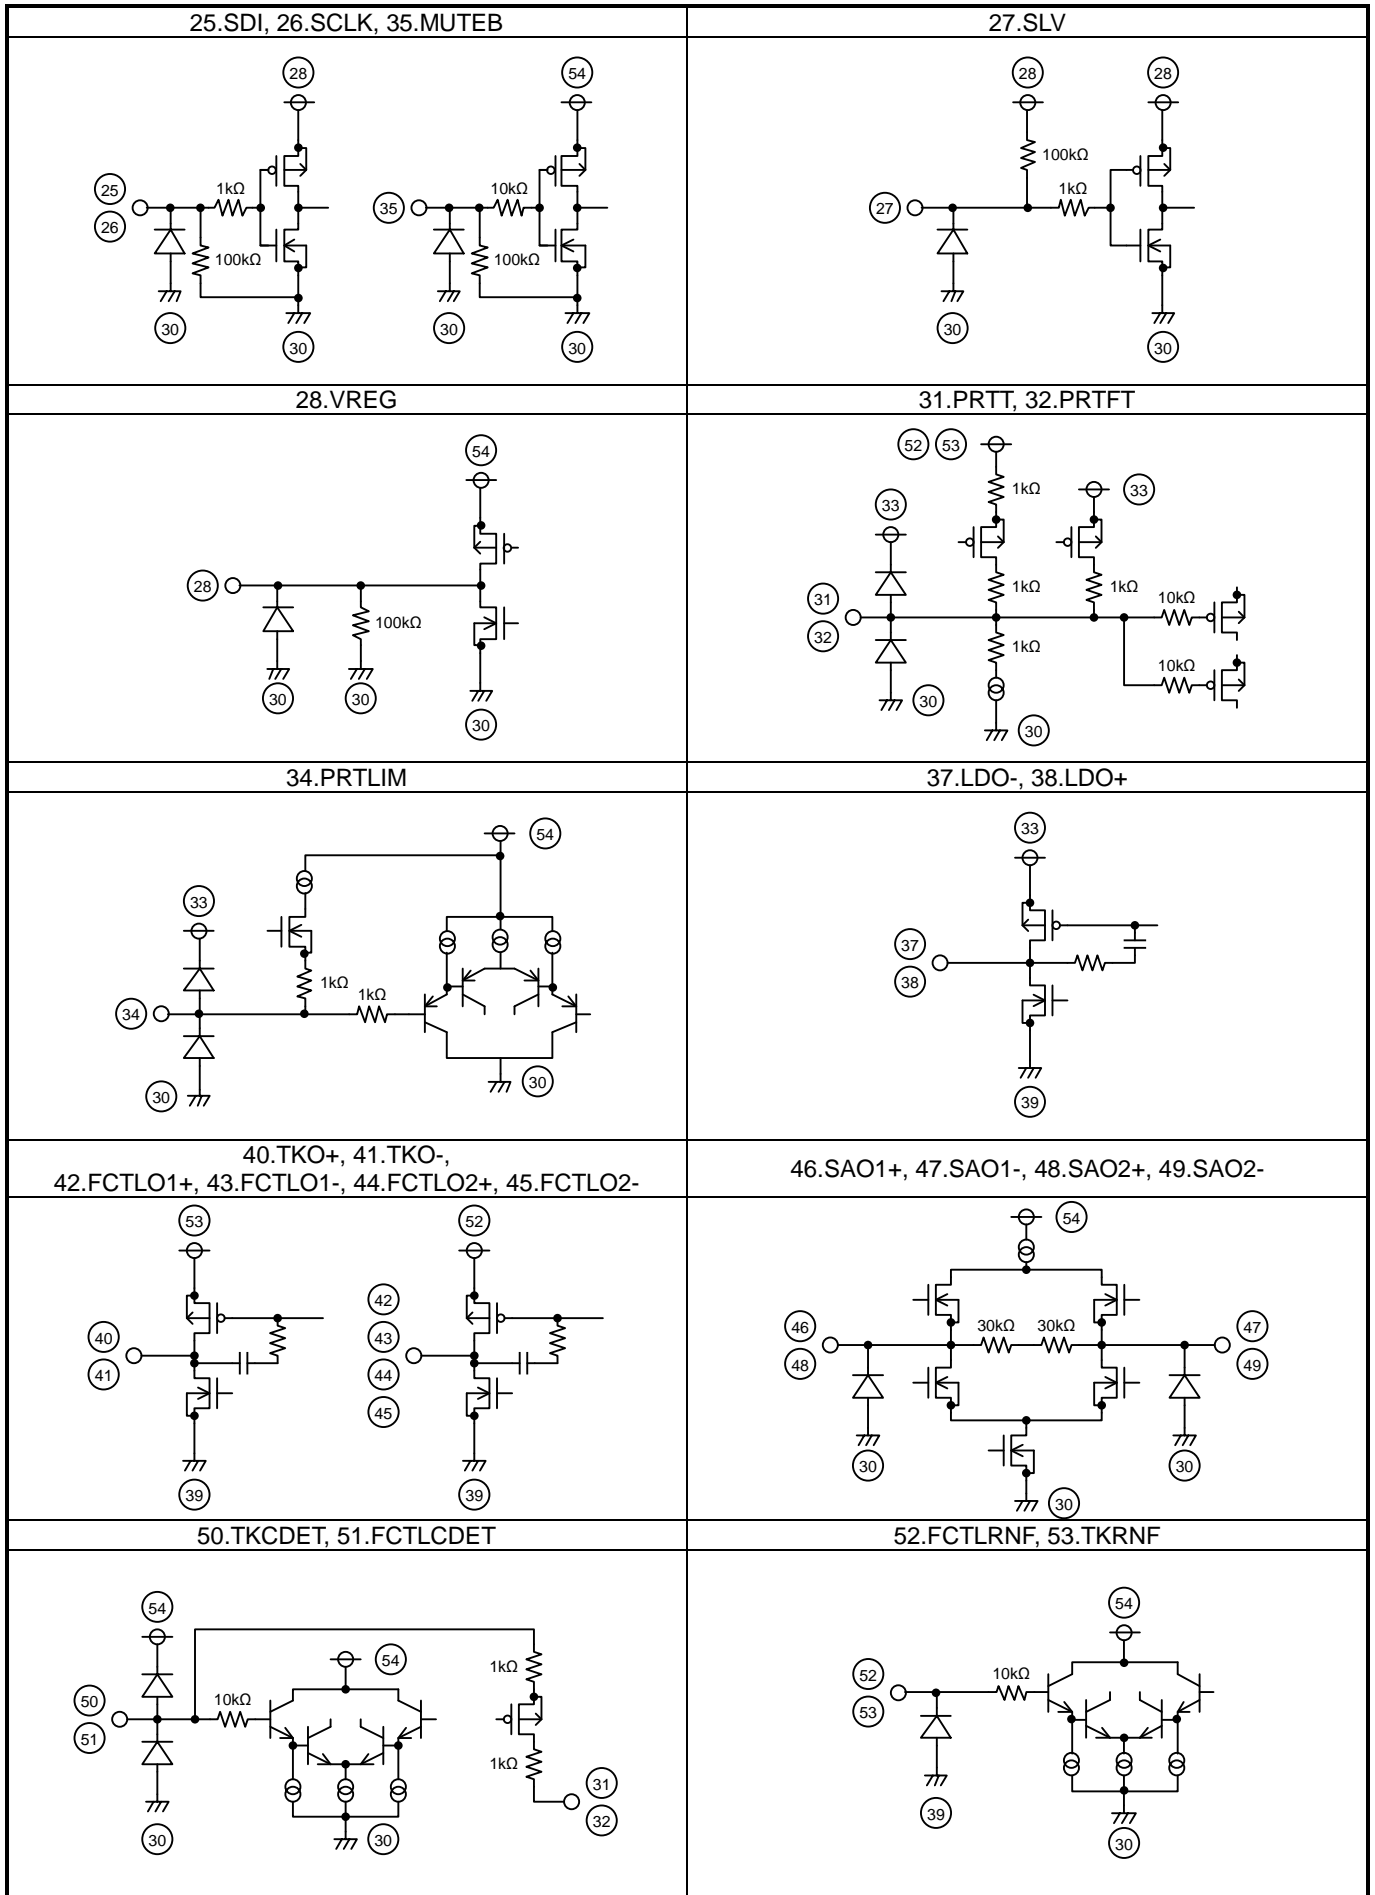 25.SDI, 26.SCLK, 35.MUTEB
28
54
25
26
1kΩ
100kΩ
30
30
35
10kΩ
100kΩ
30
30
27.SLV
28
28
100kΩ
27
1kΩ
30
30
28.VREG
54
28
100kΩ
30
30
30
31.PRTT, 32.PRTFT
52 53
1kΩ
33
33
31
32
1kΩ
1kΩ
10kΩ
1kΩ
10kΩ
30
30
34.PRTLIM
54
33
1kΩ
34
1kΩ
30
30
37.LDO-, 38.LDO+
33
37
38
39
40.TKO+, 41.TKO-,
42.FCTLO1+, 43.FCTLO1-, 44.FCTLO2+, 45.FCTLO2-
53
40
41
39
52
42
43
44
45
39
46.SAO1+, 47.SAO1-, 48.SAO2+, 49.SAO2-
54
46
48
30kΩ 30kΩ
47
49
30
30
30
50.TKCDET, 51.FCTLCDET
54
54
1kΩ
50
51
10kΩ
1kΩ
31
32
30
30
52.FCTLRNF, 53.TKRNF
54
52
53
10kΩ
39
30